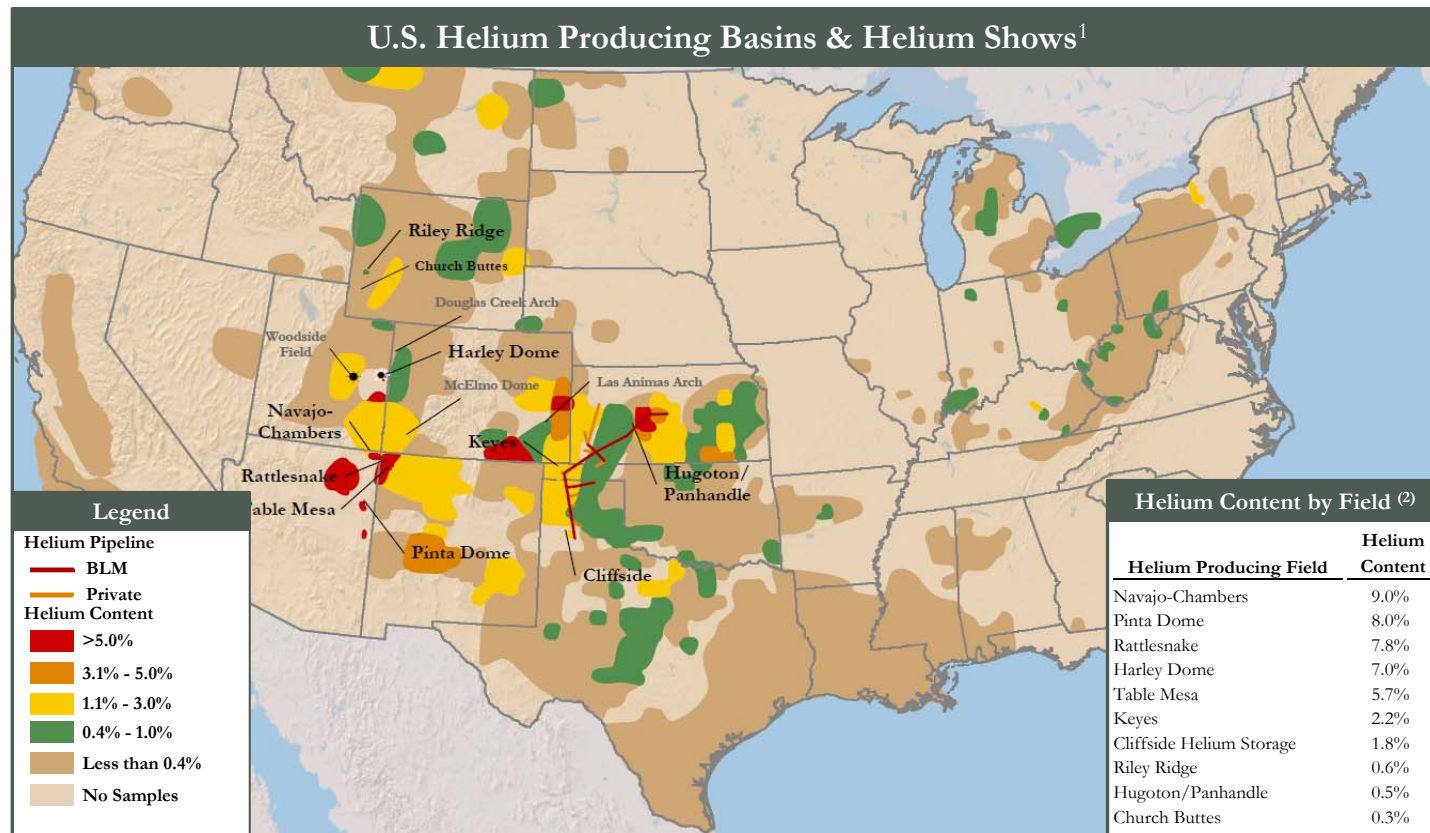 U.S. Helium Producing Basins & Helium Shows1
Riley Ridge
Church Buttes
Douglas Creek Arch
Woodside
Field
Harley Dome
McElmo Dome
Las Animas Arch
Navajo-
Chambers
Keyes
Rattlesnake
Hugoton/
Panhandle
able Mesa
Pinta Dome
Cliffside
Legend
Helium Pipeline
BLM
Private
Helium Content
>5.0%
3.1% - 5.0%
1.1% - 3.0%
0.4% - 1.0%
Less than 0.4%
No Samples
Helium Content by Field (2)
Helium
Helium Producing Field Content
Navajo-Chambers 9.0%
Pinta Dome 8.0%
Rattlesnake 7.8%
Harley Dome 7.0%
Table Mesa 5.7%
Keyes 2.2%
Cliffside Helium Storage 1.8%
Riley Ridge 0.6%
Hugoton/Panhandle 0.5%
Church Buttes 0.3%